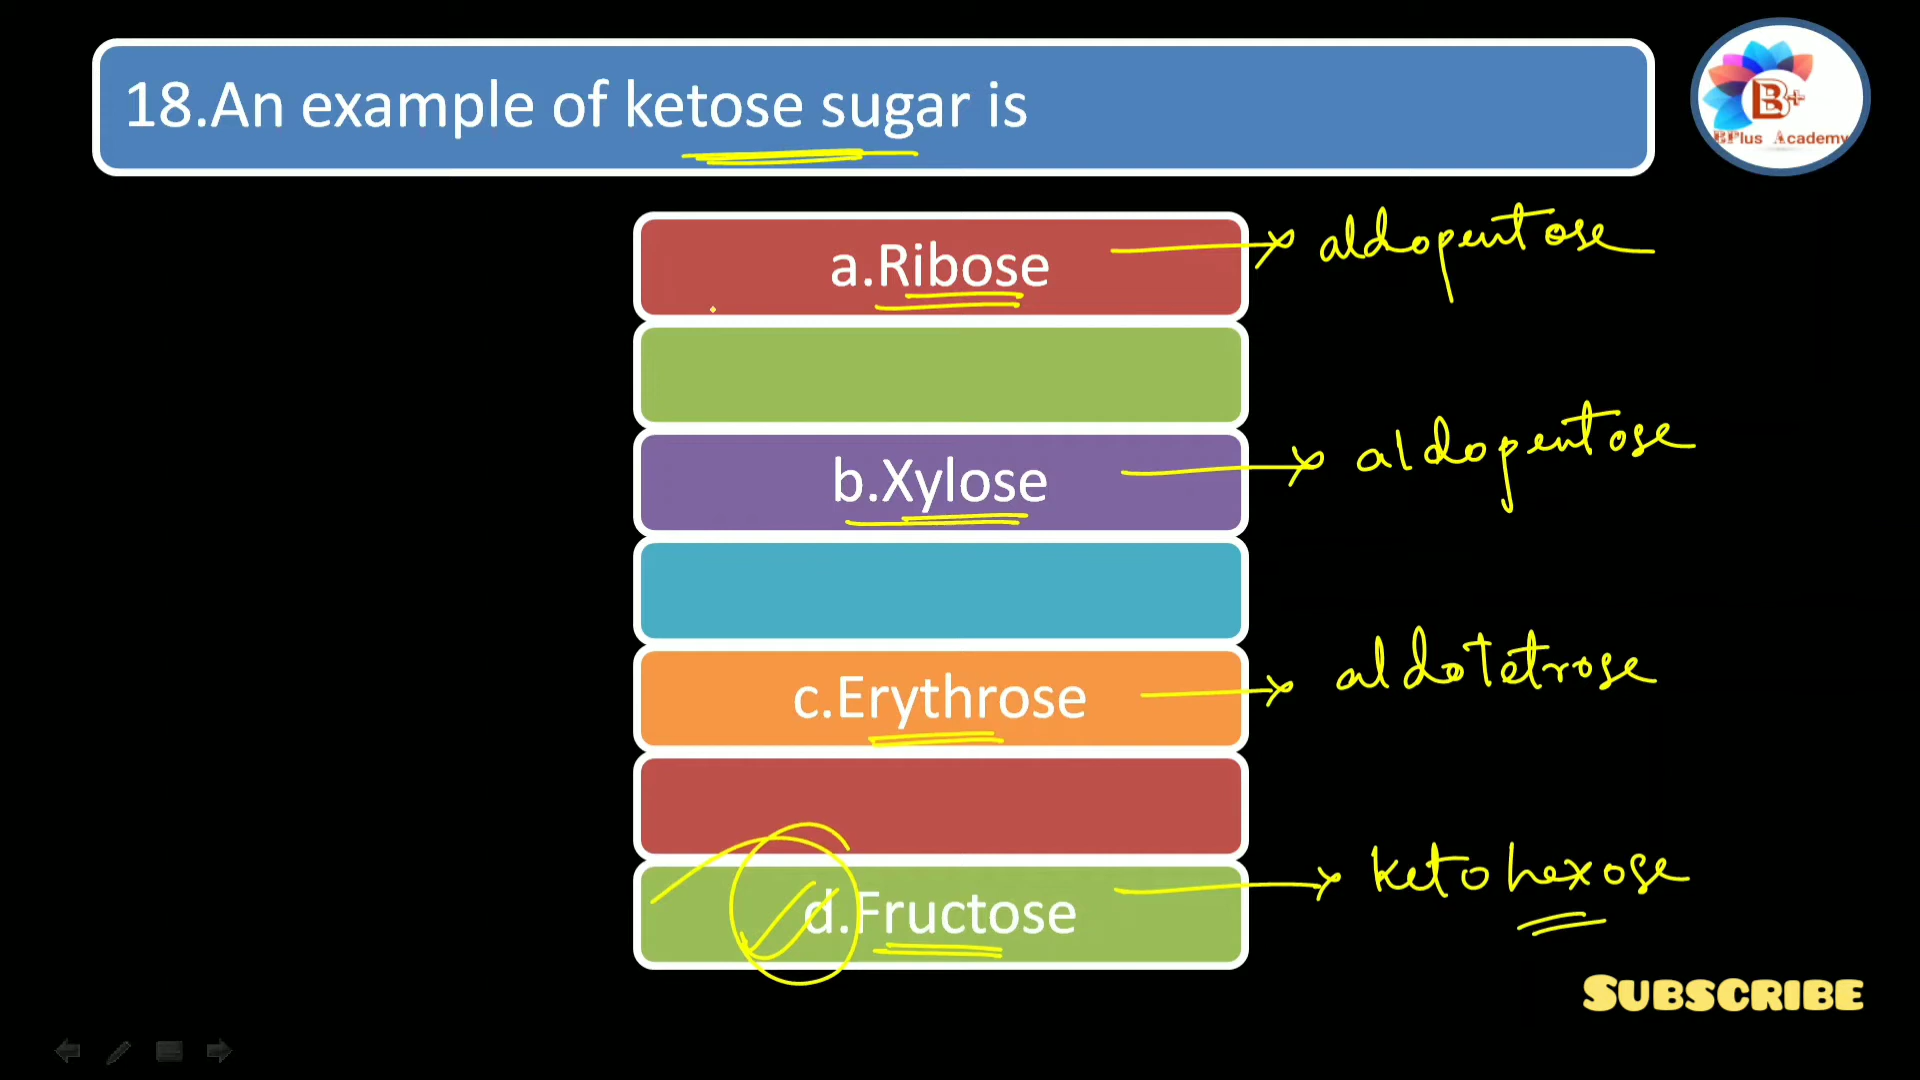 18.An example of ketose sugar is
B+
BPlus Academy
a.Ribose
aldopentose
b.Xylose
aldopentose
c.Erythrose
aldotetrose
d.Fructose
ketohexose
SUBSCRIBE